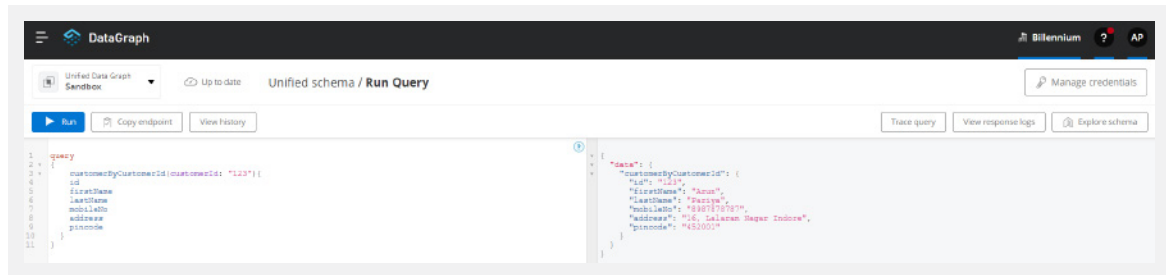 DataGraph
Billennium ? AP
Unified Data Graph
Sandbox
Up to date
Unified schema / Run Query
Manage credentials
Run Copy endpoint View history
Trace query View response logs Explore schema
1 query
2 {
3 customerByCustomerId(customerId: "123"){
4 id
5 firstName
6 lastName
7 mobileNo
8 address
9 pincode
10 }
11 }
{
"data": {
"customerByCustomerId": {
"id": "123",
"firstName": "Arun",
"lastName": "Pariya",
"mobileNo": "8987878787",
"address": "16, Lalaram Nagar Indore",
"pincode": "452001"
}
}
}